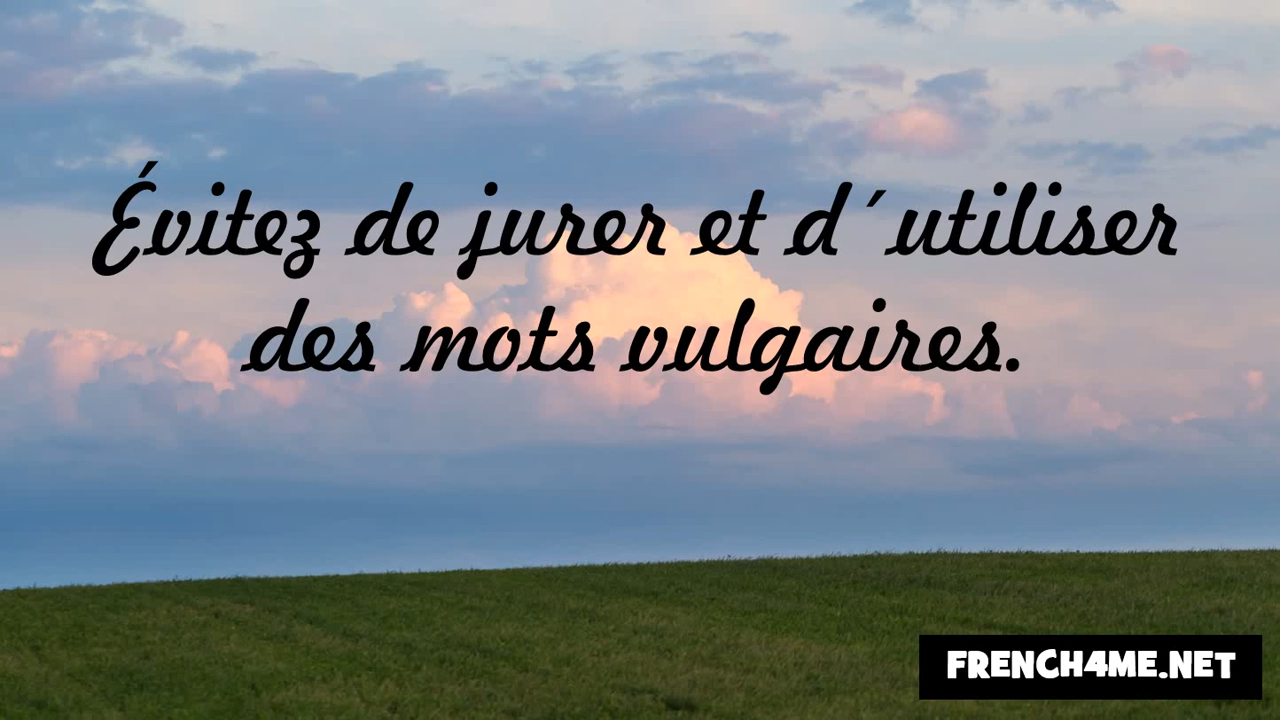 Évitez de jurer et d´utiliser
des mots vulgaires.
FRENCH4ME.NET